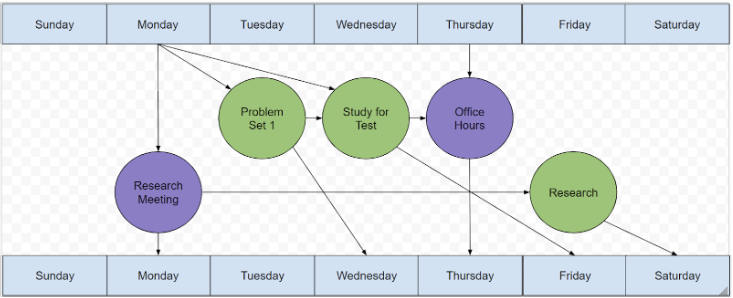 Sunday Monday Tuesday Wednesday Thursday Friday Saturday
Problem
Set 1
Study for
Test
Office
Hours
Research
Meeting
Research
Sunday Monday Tuesday Wednesday Thursday Friday Saturday